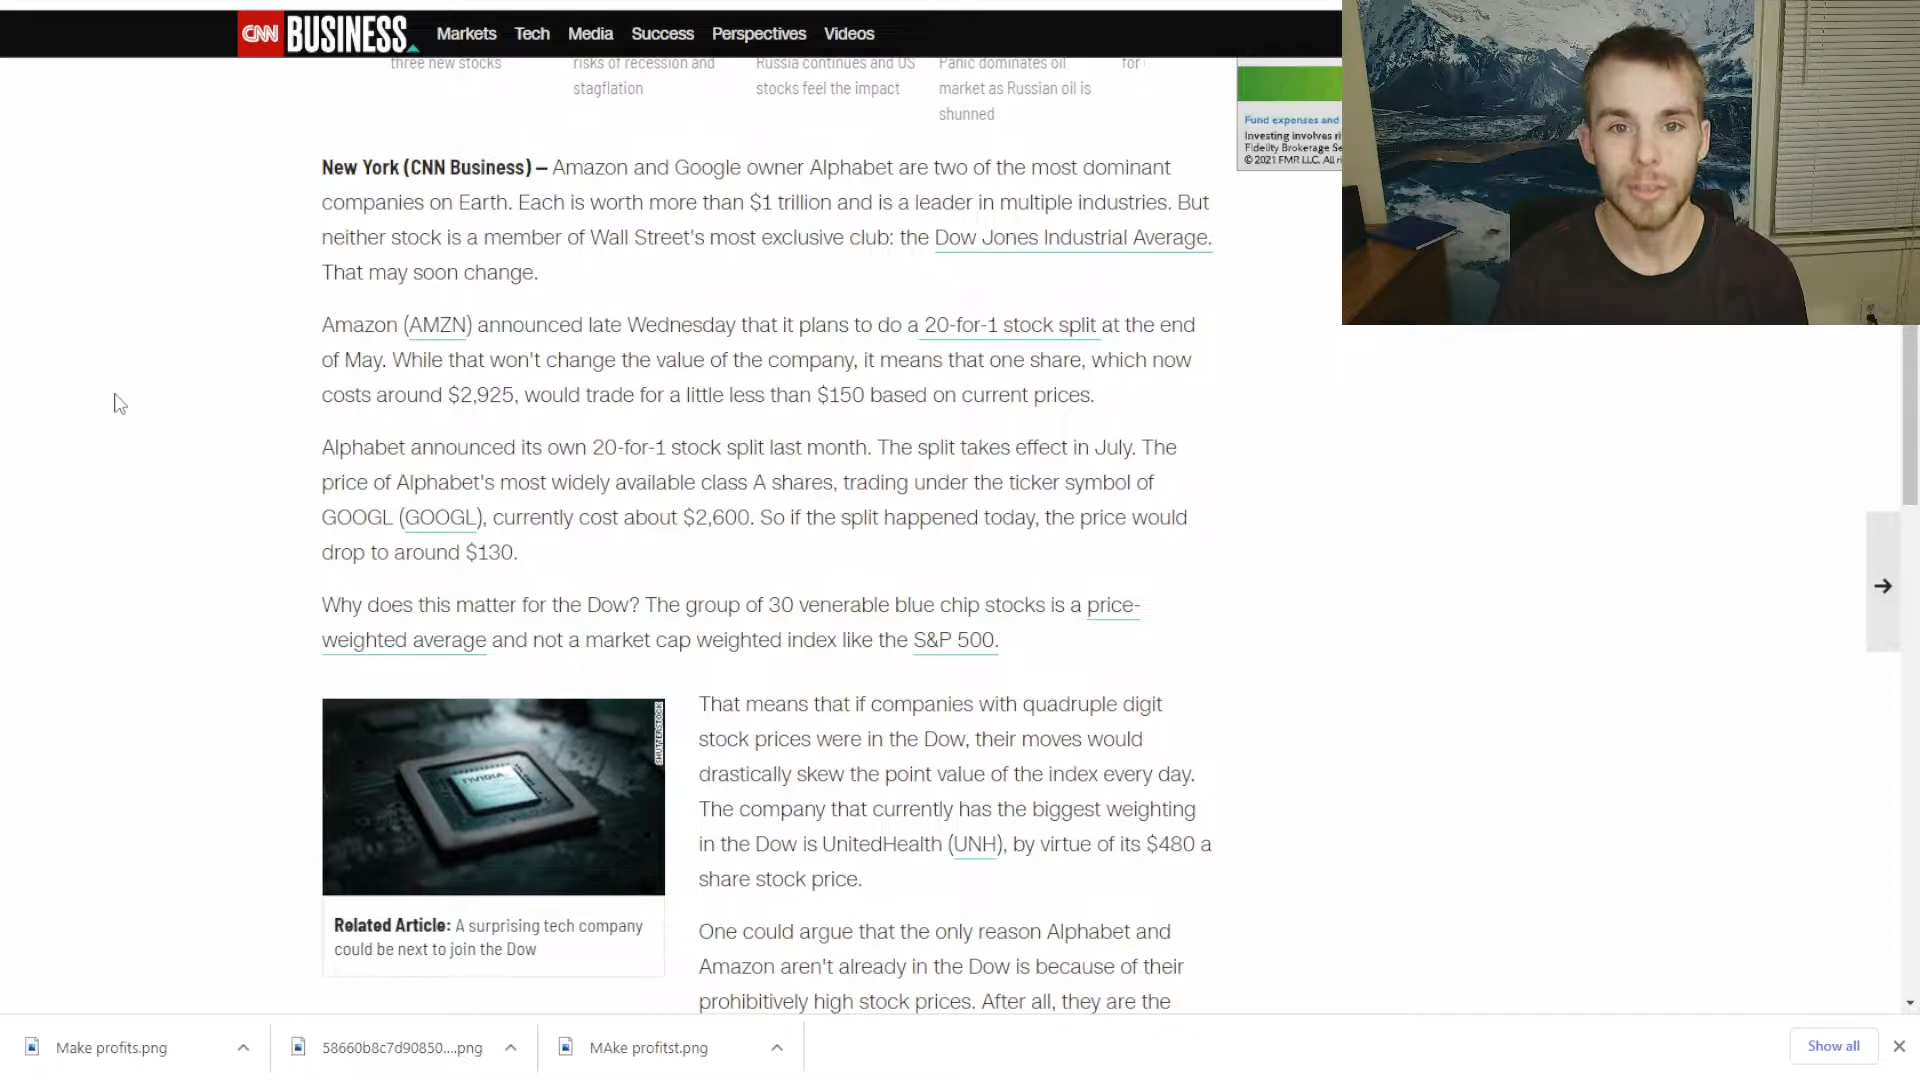 CNN BUSINESS Markets Tech Media Success Perspectives Videos
three new stocks
risks of recession and
stagflation
Russia continues and US
stocks feel the impact
Panic dominates oil
market as Russian oil is
shunned
for
Fund expenses and
Investing involves ri
Fidelity Brokerage Se
© 2021 FMR LLC. All ri
New York (CNN Business) — Amazon and Google owner Alphabet are two of the most dominant
companies on Earth. Each is worth more than $1 trillion and is a leader in multiple industries. But
neither stock is a member of Wall Street's most exclusive club: the Dow Jones Industrial Average.
That may soon change.
Amazon (AMZN) announced late Wednesday that it plans to do a 20-for-1 stock split at the end
of May. While that won't change the value of the company, it means that one share, which now
costs around $2,925, would trade for a little less than $150 based on current prices.
Alphabet announced its own 20-for-1 stock split last month. The split takes effect in July. The
price of Alphabet's most widely available class A shares, trading under the ticker symbol of
GOOGL (GOOGL), currently cost about $2,600. So if the split happened today, the price would
drop to around $130.
Why does this matter for the Dow? The group of 30 venerable blue chip stocks is a price-
weighted average and not a market cap weighted index like the S&P 500.
SHUTTERSTOCK
NVIDIA
Related Article: A surprising tech company
could be next to join the Dow
That means that if companies with quadruple digit
stock prices were in the Dow, their moves would
drastically skew the point value of the index every day.
The company that currently has the biggest weighting
in the Dow is UnitedHealth (UNH), by virtue of its $480 a
share stock price.
One could argue that the only reason Alphabet and
Amazon aren't already in the Dow is because of their
prohibitively high stock prices. After all, they are the
Make profits.png
58660b8c7d90850....png
MAke profitst.png
Show all